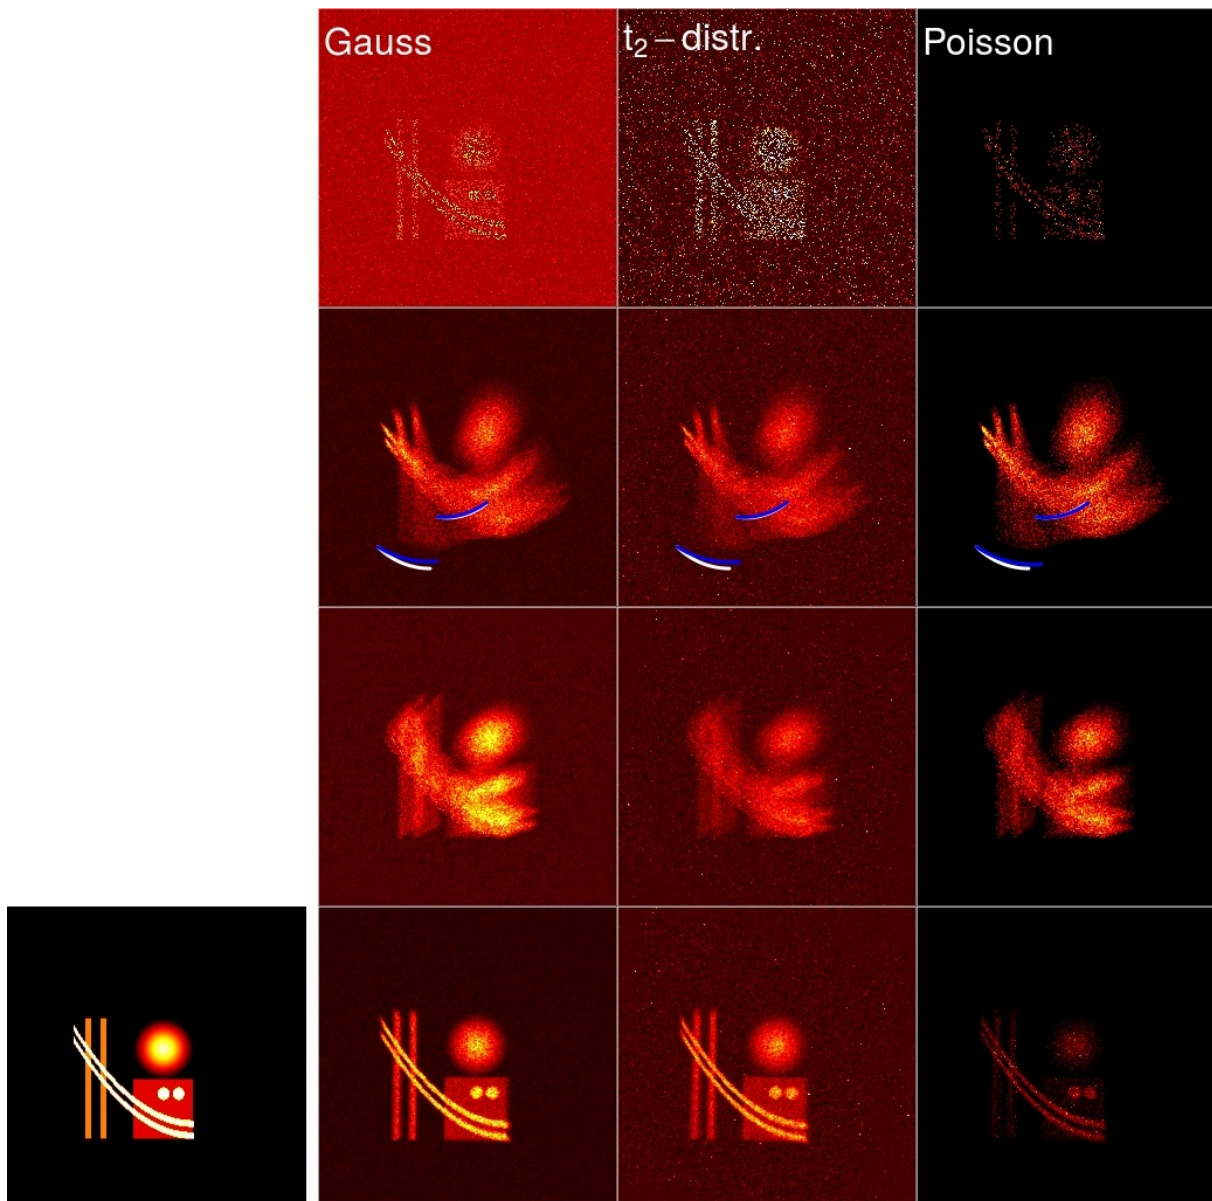 Gauss
t₂ – distr.
Poisson